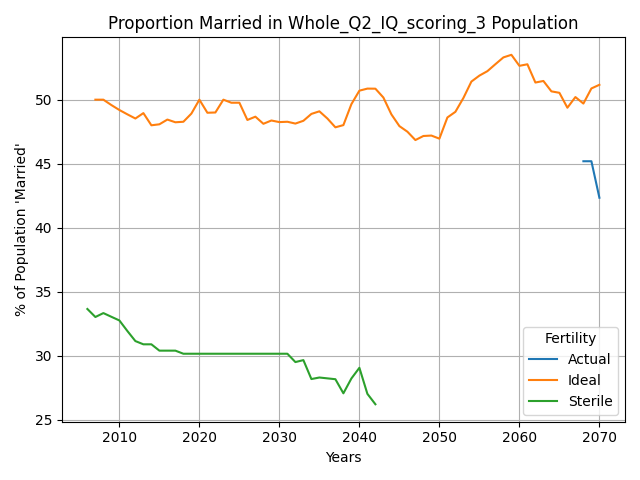 Proportion Married in Whole_Q2_IQ_scoring_3 Population
% of Population 'Married'
50
45
40
35
30
25
2010
2020
2030
2040
2050
2060
2070
Years
Fertility
Actual
Ideal
Sterile